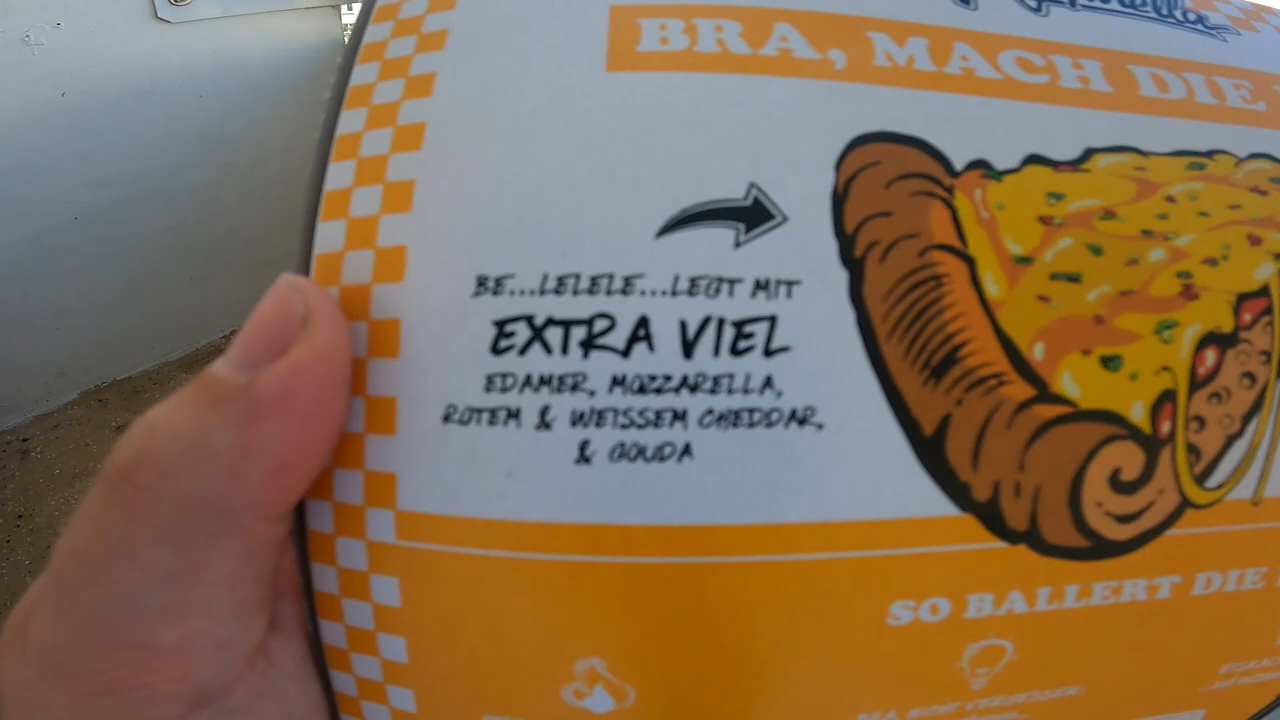 BRA, MACH DIE
BE...LELELE...LEGT MIT
EXTRA VIEL
EDAMER, MOZZARELLA,
ROTEM & WEISSEM CHEDDAR,
& GOUDA
SO BALLERT DIE